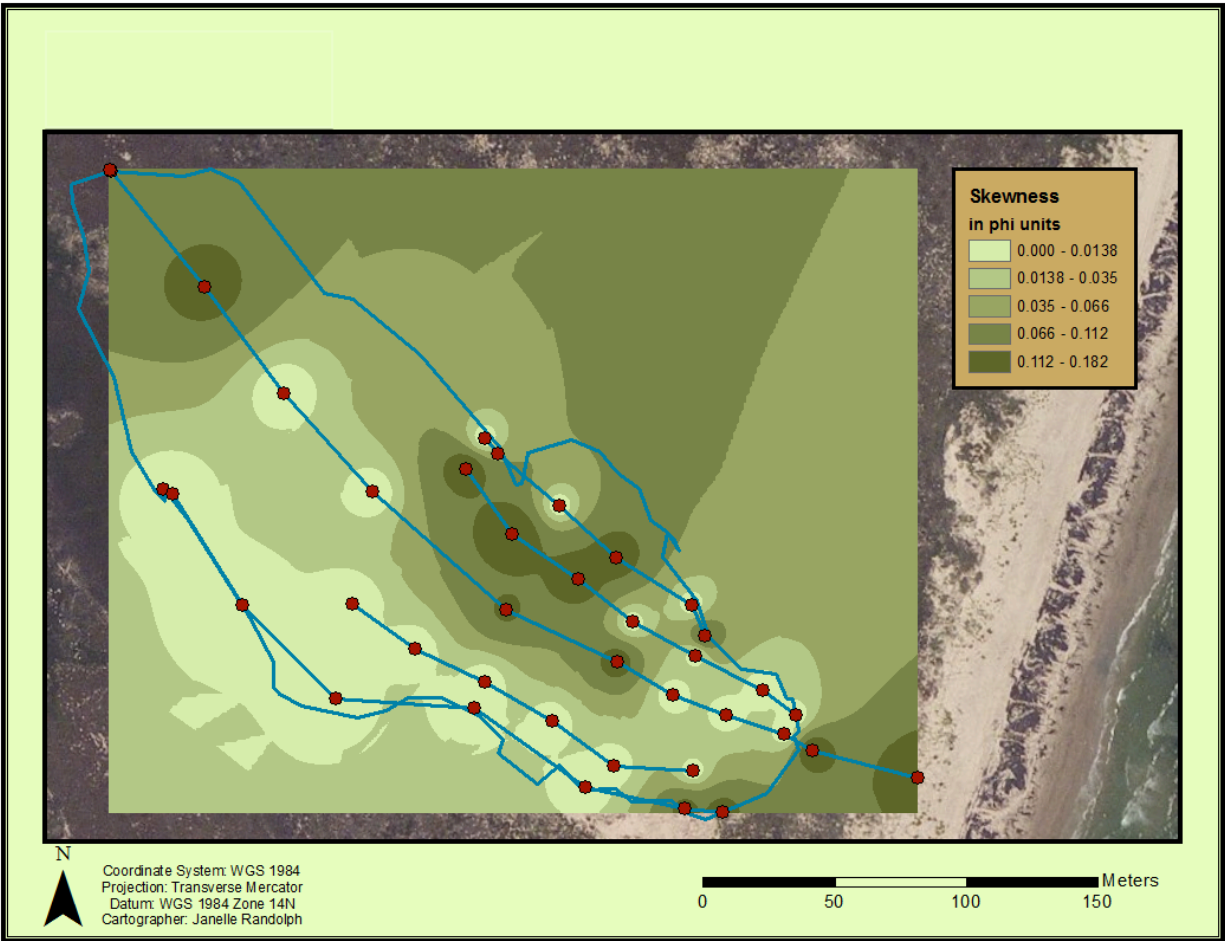 Skewness
in phi units
0.000 - 0.0138
0.0138 - 0.035
0.035 - 0.066
0.066 - 0.112
0.112 - 0.182
N
Coordinate System: WGS 1984
Projection: Transverse Mercator
Datum: WGS 1984 Zone 14N
Cartographer: Janelle Randolph
Meters
0 50 100 150